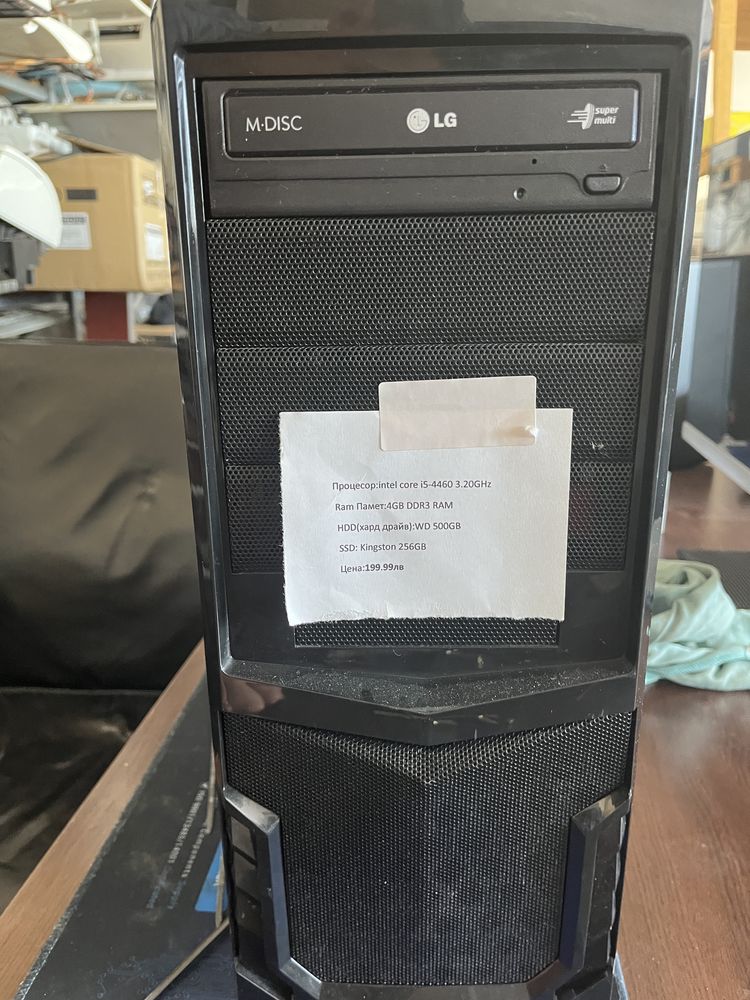 M·DISC
LG
super
multi
Процесор:intel core i5-4460 3.20GHz
Ram Памет:4GB DDR3 RAM
HDD(хард драйв):WD 500GB
SSD: Kingston 256GB
Цена:199.99лв
Components